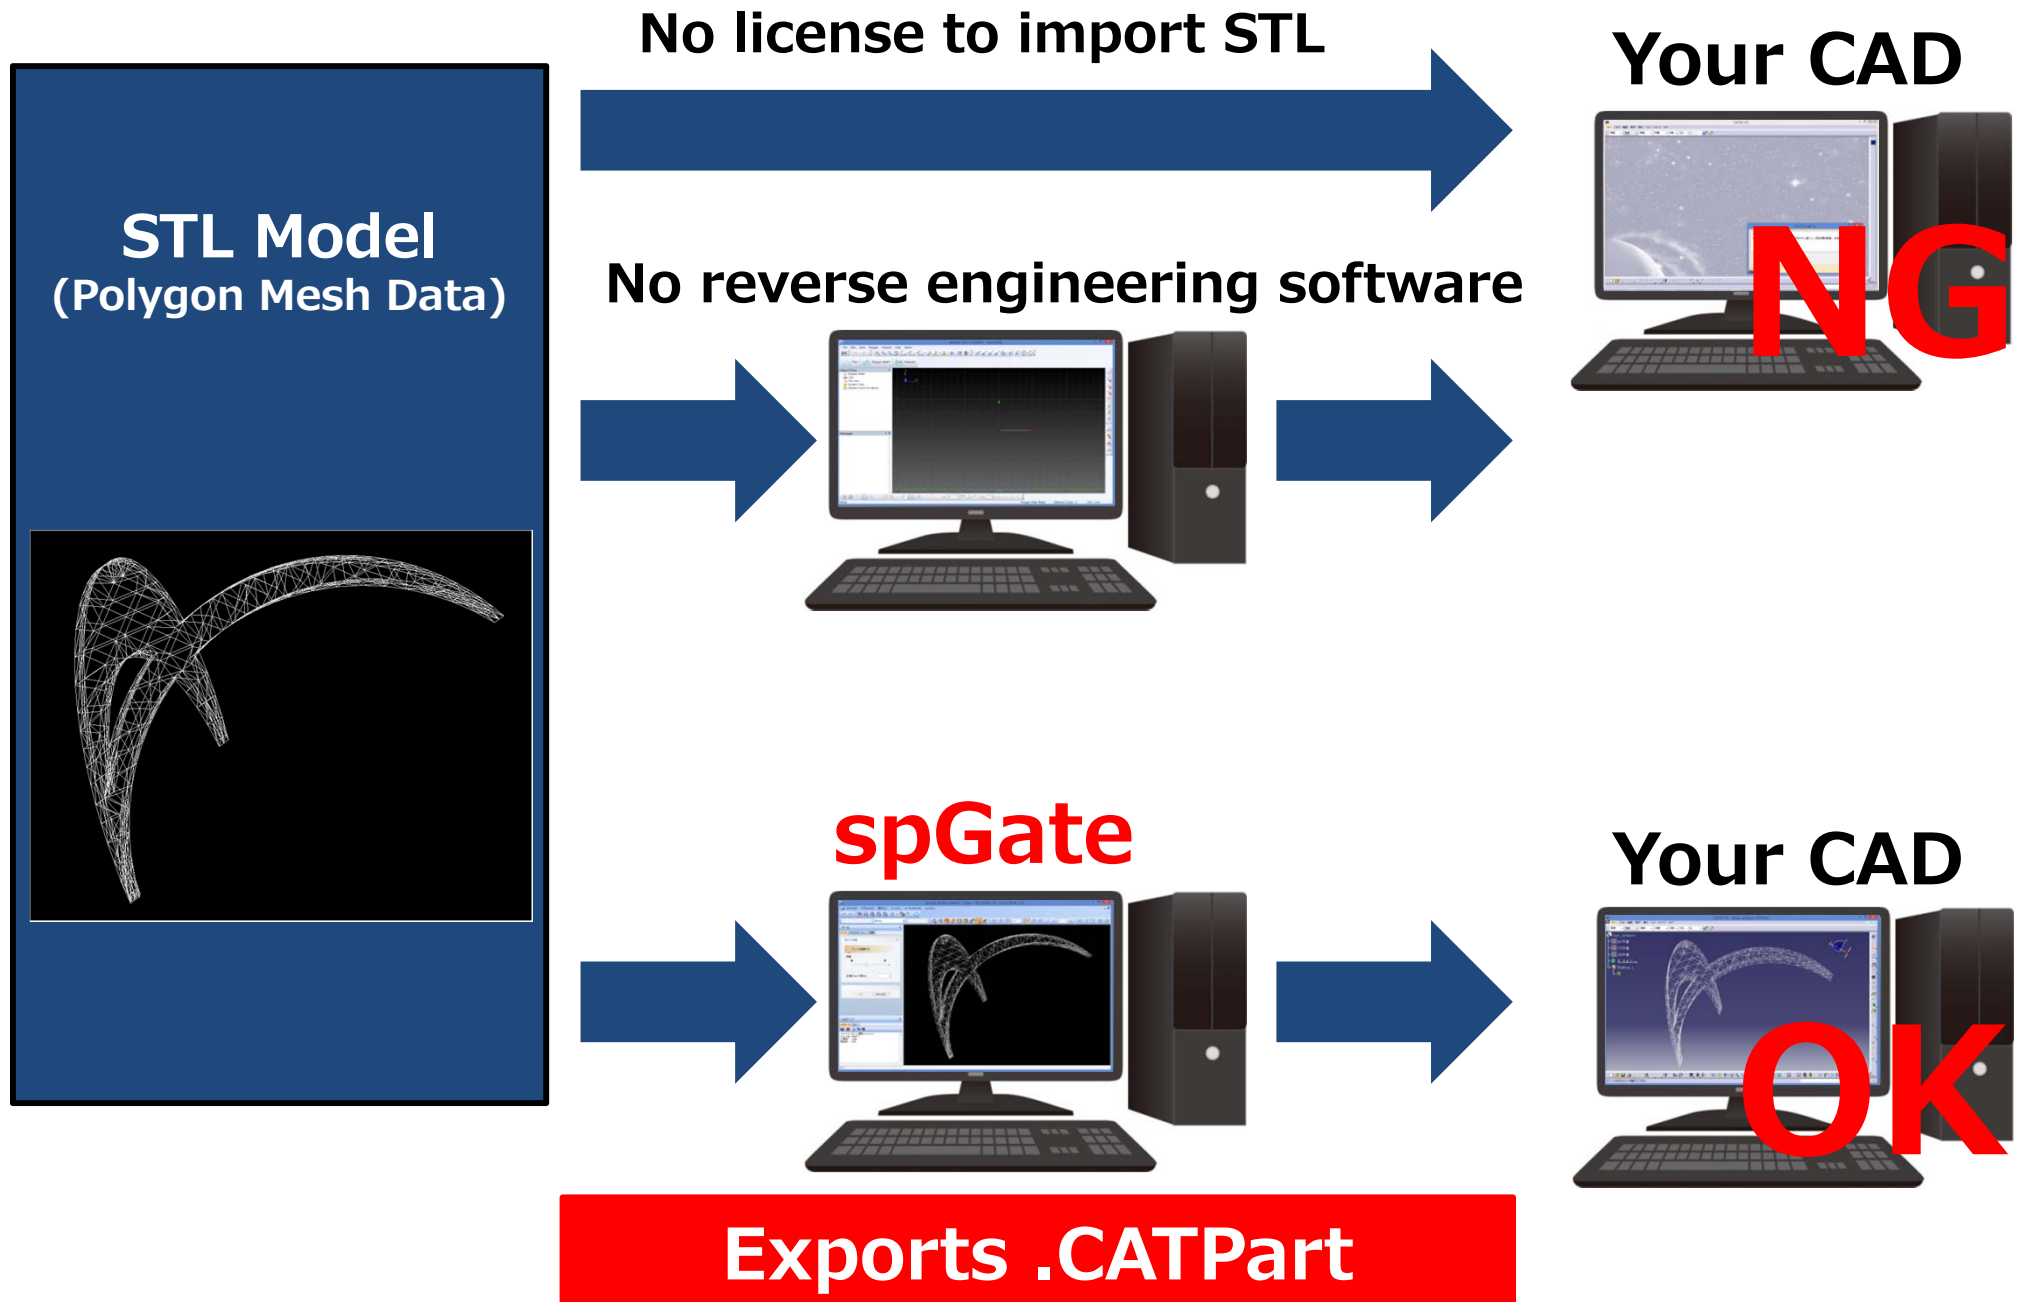 No license to import STL
Your CAD
STL Model
(Polygon Mesh Data)
NG
No reverse engineering software
spGate
Your CAD
OK
Exports .CATPart